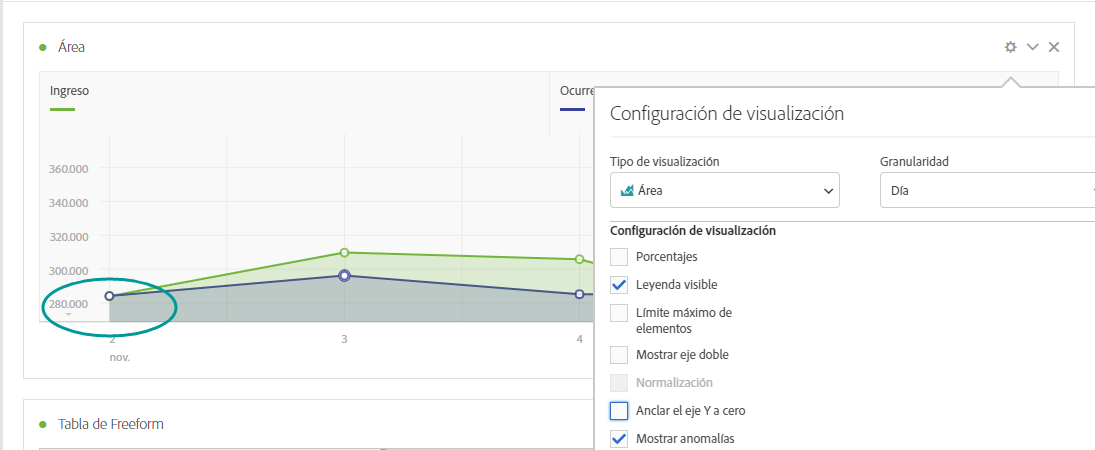 Área
Ingreso
Ocurre
360.000
340.000
320.000
300.000
280.000
2
3
4
nov.
Configuración de visualización
Tipo de visualización
Granularidad
Área
Día
Configuración de visualización
Porcentajes
Leyenda visible
Límite máximo de
elementos
Mostrar eje doble
Normalización
Anclar el eje Y a cero
Mostrar anomalías
Tabla de Freeform